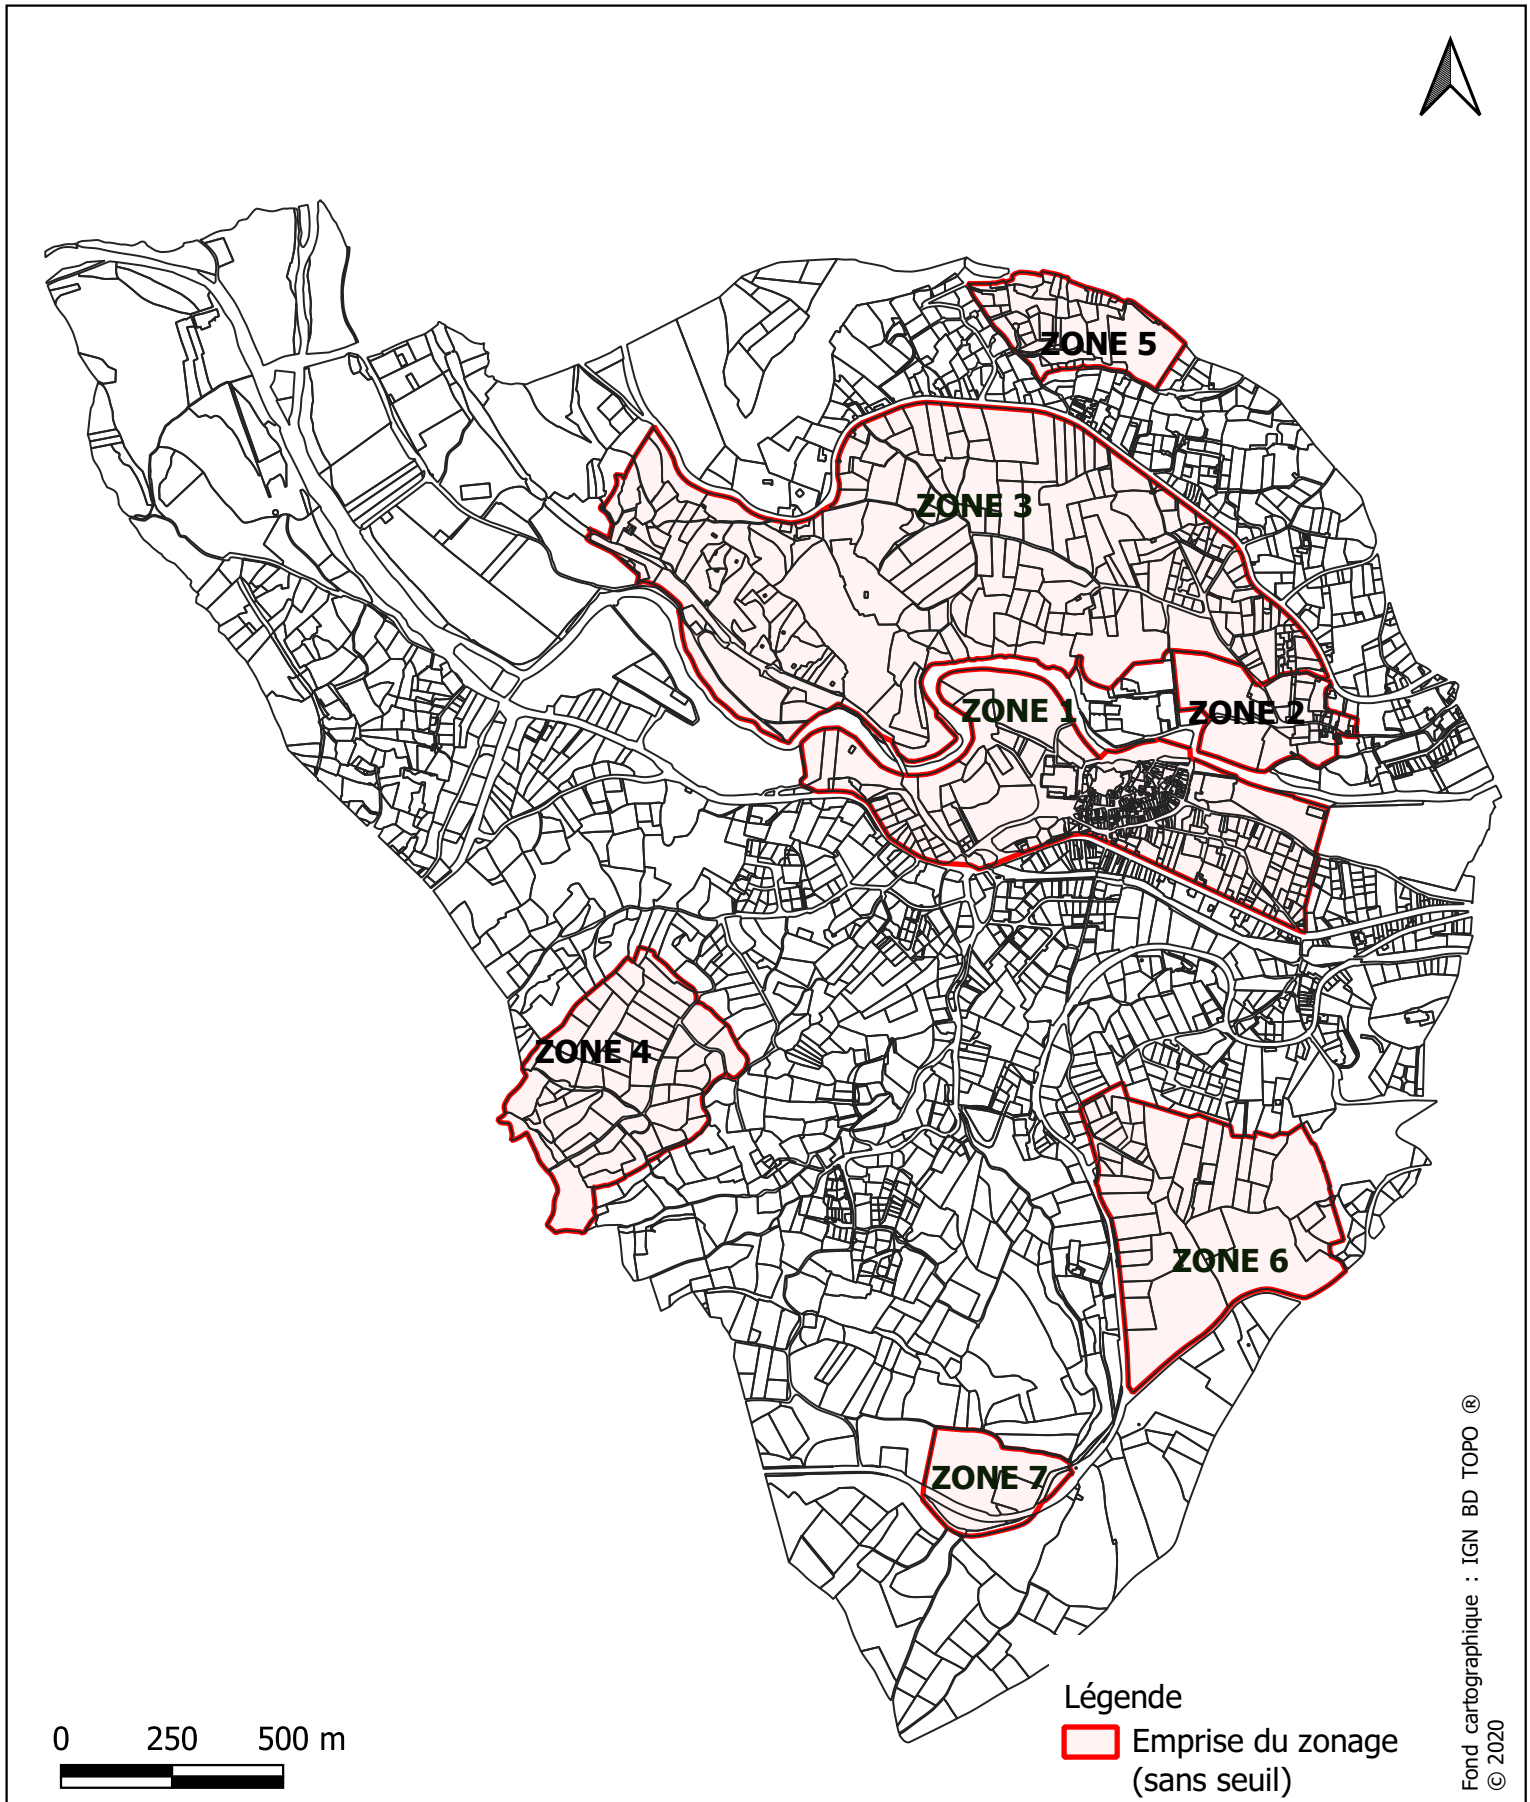 ZONE 5
ZONE 3
ZONE 1
ZONE 2
ZONE 4
ZONE 6
ZONE 7
Légende
Emprise du zonage
(sans seuil)
0 250 500 m
Fond cartographique : IGN BD TOPO ®
© 2020